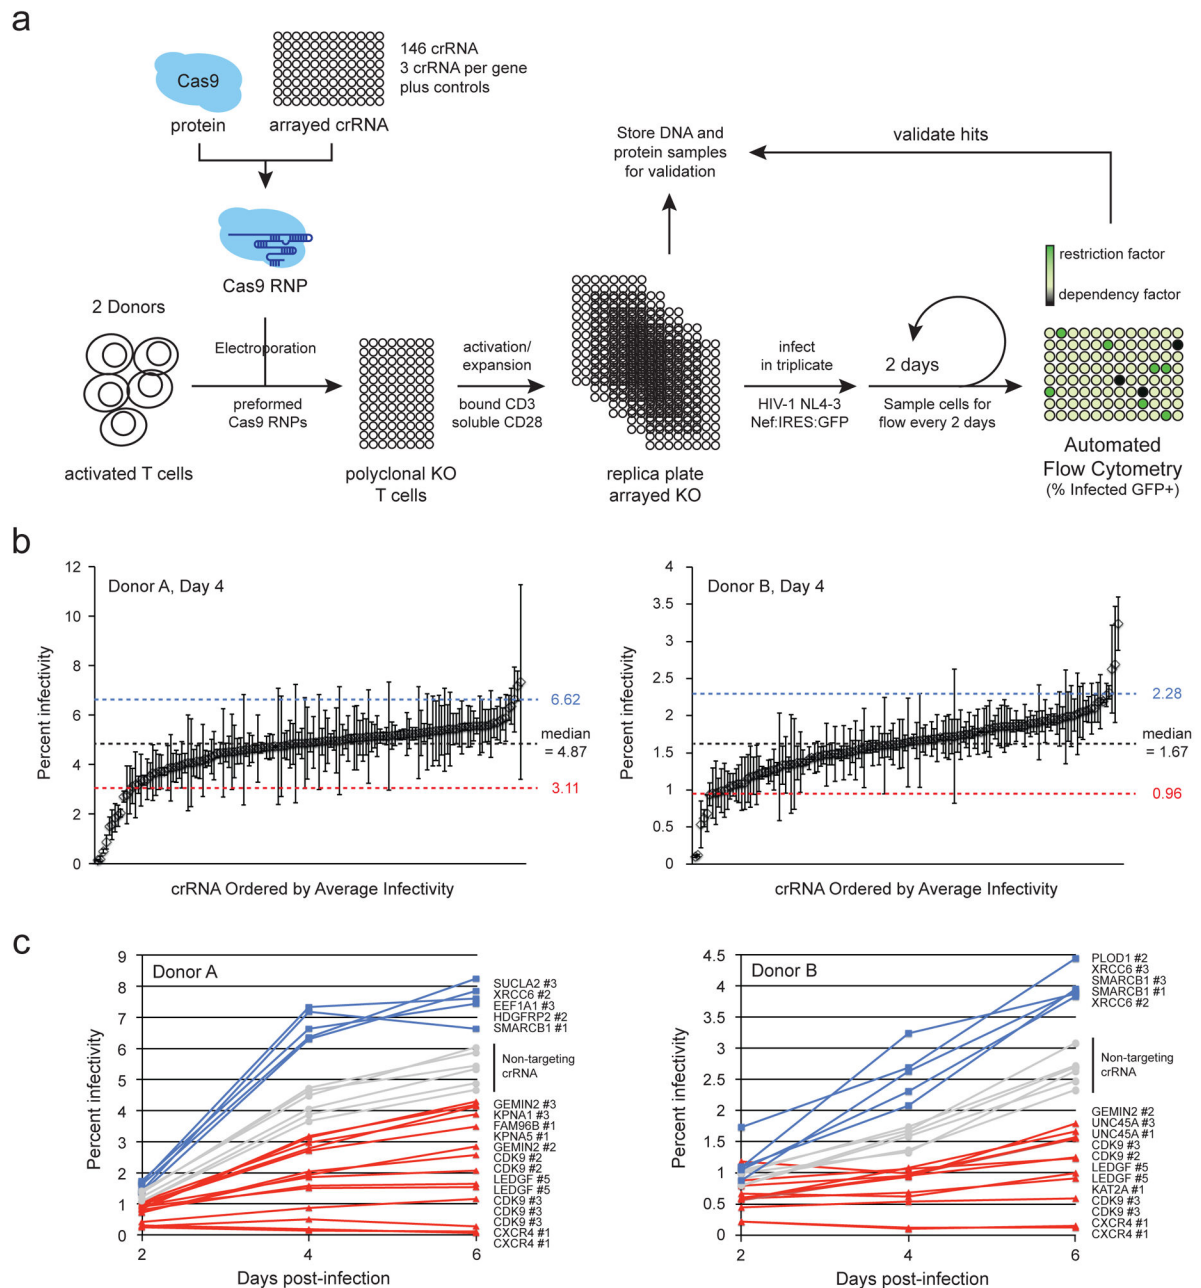 a
Cas9
protein
arrayed crRNA
146 crRNA
3 crRNA per gene
plus controls
Cas9 RNP
2 Donors
activated T cells
Electroporation
preformed
Cas9 RNPs
polyclonal KO
T cells
activation/
expansion
bound CD3
soluble CD28
Store DNA and
protein samples
for validation
replica plate
arrayed KO
infect
in triplicate
HIV-1 NL4-3
Nef:IRES:GFP
2 days
Sample cells for
flow every 2 days
validate hits
restriction factor
dependency factor
Automated
Flow Cytometry
(% Infected GFP+)
b
Donor A, Day 4
Percent infectivity
12
10
8
6
4
2
0
6.62
median
= 4.87
3.11
crRNA Ordered by Average Infectivity
Donor B, Day 4
Percent infectivity
4
3.5
3
2.5
2
1.5
1
0.5
0
2.28
median
= 1.67
0.96
crRNA Ordered by Average Infectivity
c
Donor A
Percent infectivity
9
8
7
6
5
4
3
2
1
0
2
4
6
Days post-infection
SUCLA2 #3
XRCC6 #2
EEF1A1 #3
HDGFRP2 #2
SMARCB1 #1
Non-targeting
crRNA
GEMIN2 #3
KPNA1 #3
FAM96B #1
KPNA5 #1
GEMIN2 #2
CDK9 #2
CDK9 #2
LEDGF #5
LEDGF #5
CDK9 #3
CDK9 #3
CDK9 #3
CXCR4 #1
CXCR4 #1
Donor B
Percent infectivity
4.5
4
3.5
3
2.5
2
1.5
1
0.5
0
2
4
6
Days post-infection
PLOD1 #2
XRCC6 #3
SMARCB1 #3
SMARCB1 #1
XRCC6 #2
Non-targeting
crRNA
GEMIN2 #2
UNC45A #3
UNC45A #1
CDK9 #3
CDK9 #2
LEDGF #5
LEDGF #5
KAT2A #1
CDK9 #3
CDK9 #3
CXCR4 #1
CXCR4 #1